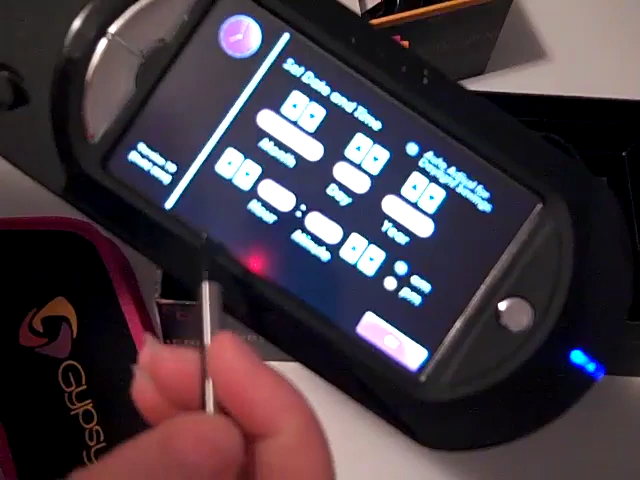 Set Date and Time
Auto Adjust for
Daylight Savings
Month
Day
Year
Hour
:
Minute
am
pm
Gypsy